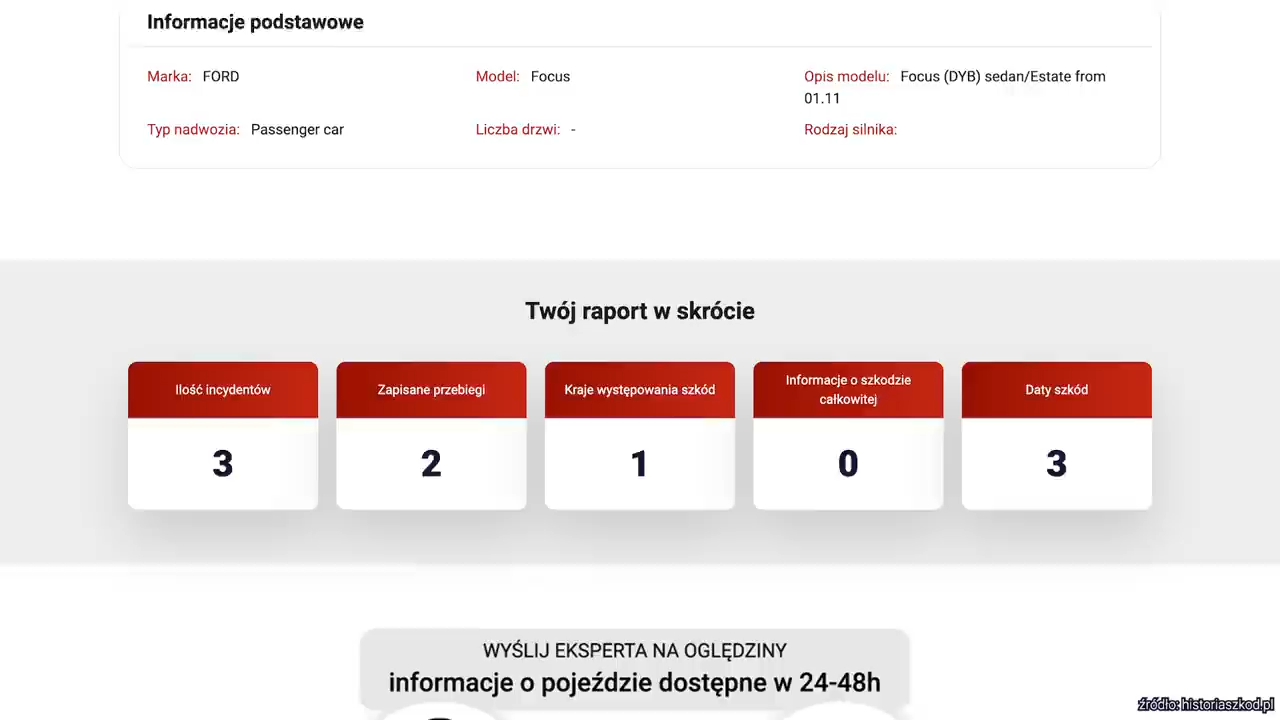 Informacje podstawowe
Marka: FORD
Model: Focus
Opis modelu: Focus (DYB) sedan/Estate from
01.11
Typ nadwozia: Passenger car
Liczba drzwi: -
Rodzaj silnika:
Twój raport w skrócie
Ilość incydentów
3
Zapisane przebiegi
2
Kraje występowania szkód
1
Informacje o szkodzie
całkowitej
0
Daty szkód
3
WYŚLIJ EKSPERTA NA OGLĘDZINY
informacje o pojeździe dostępne w 24-48h
źródło: historiaszkod.pl